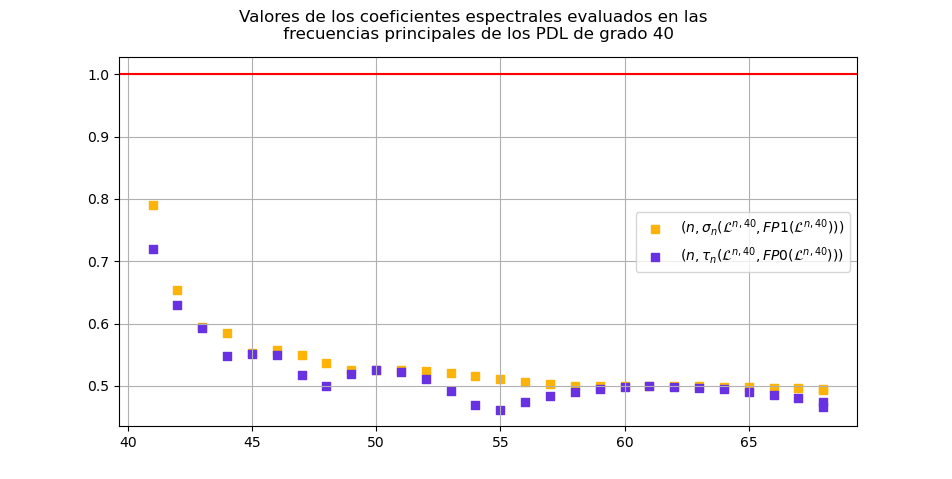 Valores de los coeficientes espectrales evaluados en las
frecuencias principales de los PDL de grado 40
1.0
0.9
0.8
0.7
0.6
0.5
(n, σₙ(ℒⁿ,⁴⁰, FP1(ℒⁿ,⁴⁰)))
(n, τₙ(ℒⁿ,⁴⁰, FP0(ℒⁿ,⁴⁰)))
40 45 50 55 60 65